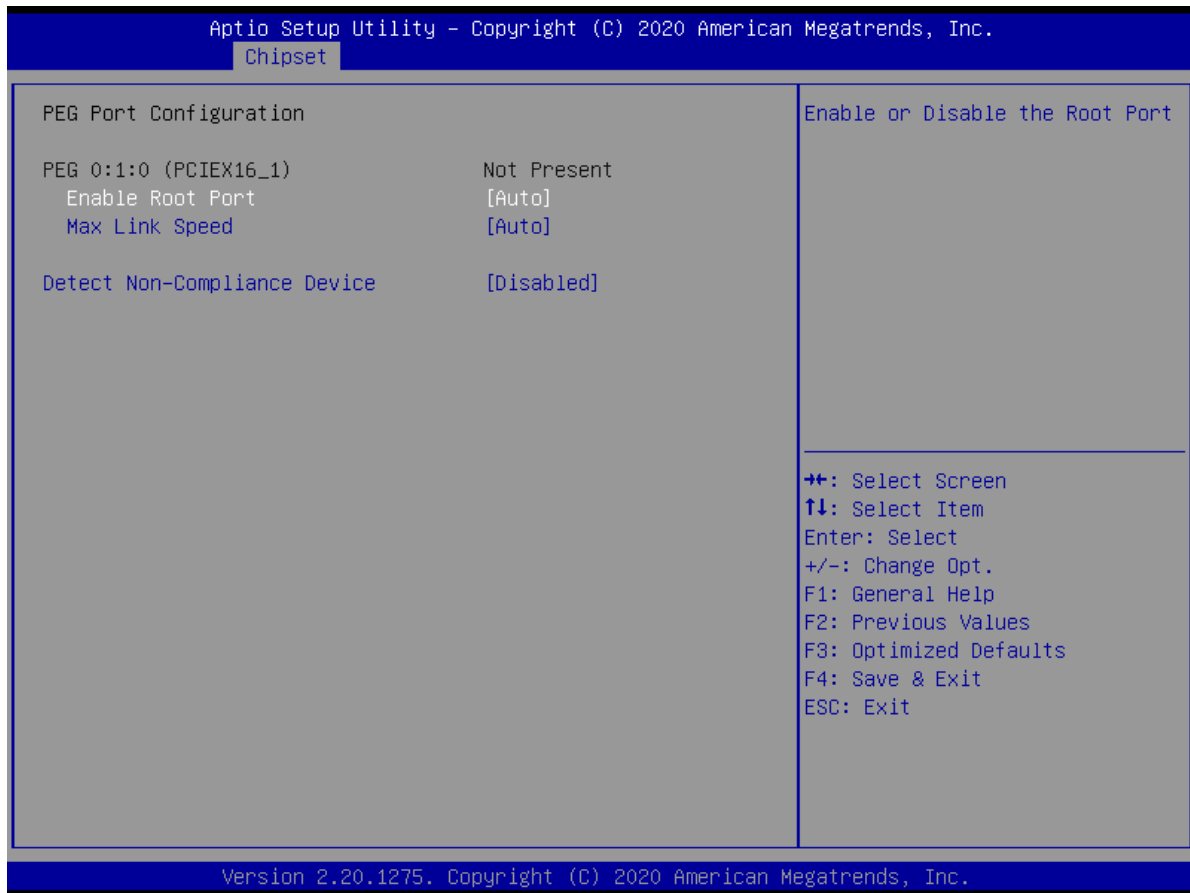 Aptio Setup Utility – Copyright (C) 2020 American Megatrends, Inc.
Chipset
PEG Port Configuration
PEG 0:1:0 (PCIEX16_1) Not Present
Enable Root Port [Auto]
Max Link Speed [Auto]
Detect Non-Compliance Device [Disabled]
Enable or Disable the Root Port
→←: Select Screen
↑↓: Select Item
Enter: Select
+/-: Change Opt.
F1: General Help
F2: Previous Values
F3: Optimized Defaults
F4: Save & Exit
ESC: Exit
Version 2.20.1275. Copyright (C) 2020 American Megatrends, Inc.